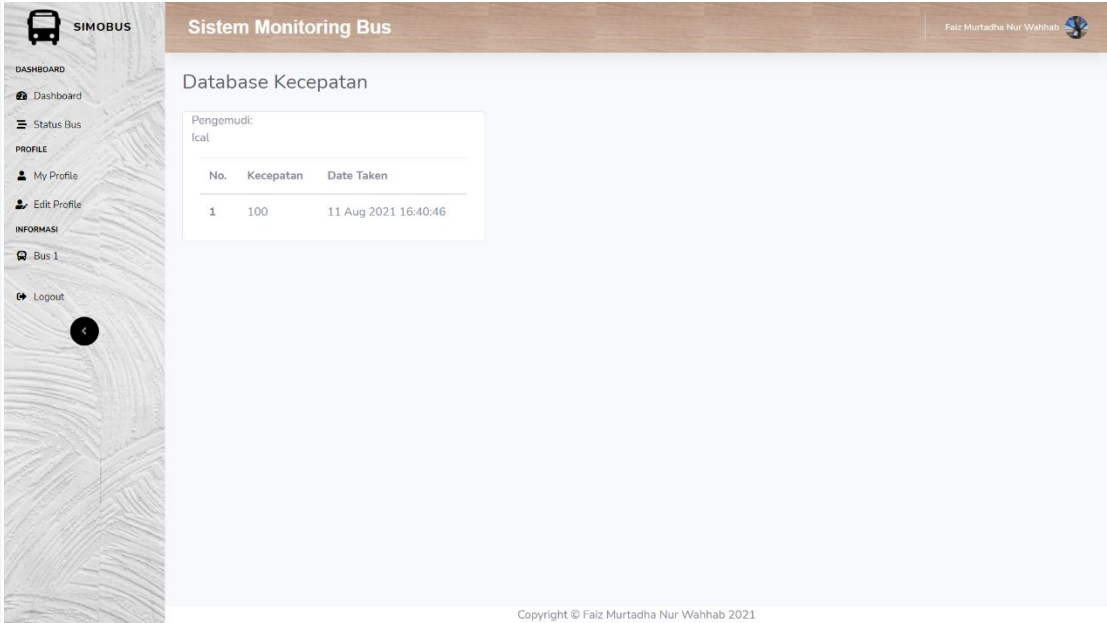 SIMOBUS
Sistem Monitoring Bus
Faiz Murtadha Nur Wahhab
DASHBOARD
Dashboard
Status Bus
PROFILE
My Profile
Edit Profile
INFORMASI
Bus 1
Logout
Database Kecepatan
Pengemudi:
Ical
No. Kecepatan Date Taken
1 100 11 Aug 2021 16:40:46
Copyright © Faiz Murtadha Nur Wahhab 2021